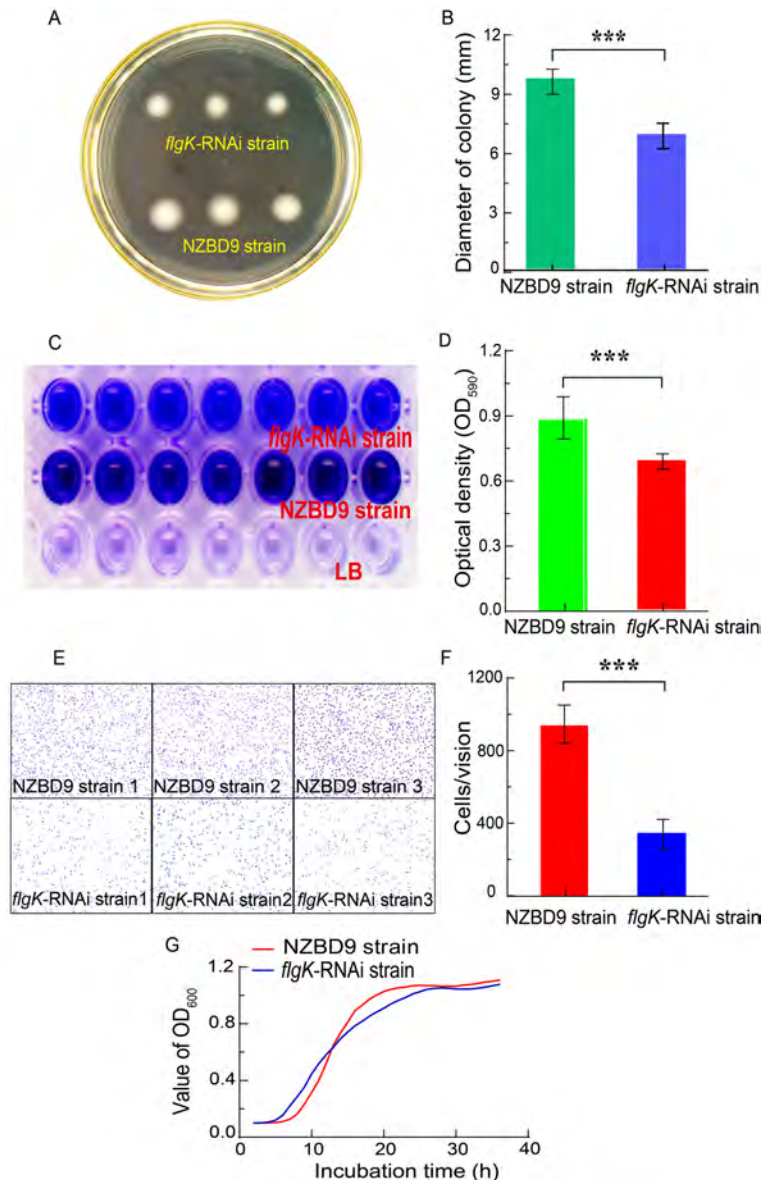 A
flgK-RNAi strain
NZBD9 strain
B
***
Diameter of colony (mm)
12
9
6
3
0
NZBD9 strain flgK-RNAi strain
C
flgK-RNAi strain
NZBD9 strain
LB
D
***
Optical density (OD590)
1.2
0.9
0.6
0.3
0.0
NZBD9 strain flgK-RNAi strain
E
NZBD9 strain 1 NZBD9 strain 2 NZBD9 strain 3
flgK-RNAi strain1 flgK-RNAi strain2 flgK-RNAi strain3
F
***
Cells/vision
1200
800
400
0
NZBD9 strain flgK-RNAi strain
G
NZBD9 strain
flgK-RNAi strain
Value of OD600
1.2
0.8
0.4
0.0
0 10 20 30 40
Incubation time (h)